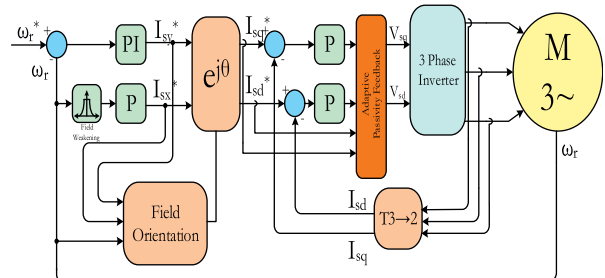 ωr* PI Isy* Isq* P Vsq 3 Phase Inverter M 3~
ωr
Field Weakening P Isx* e^jθ Isd* P Adaptive Passivity Feedback Vsd
ωr
Field Orientation
Isd T3→2
Isq
+ - + -